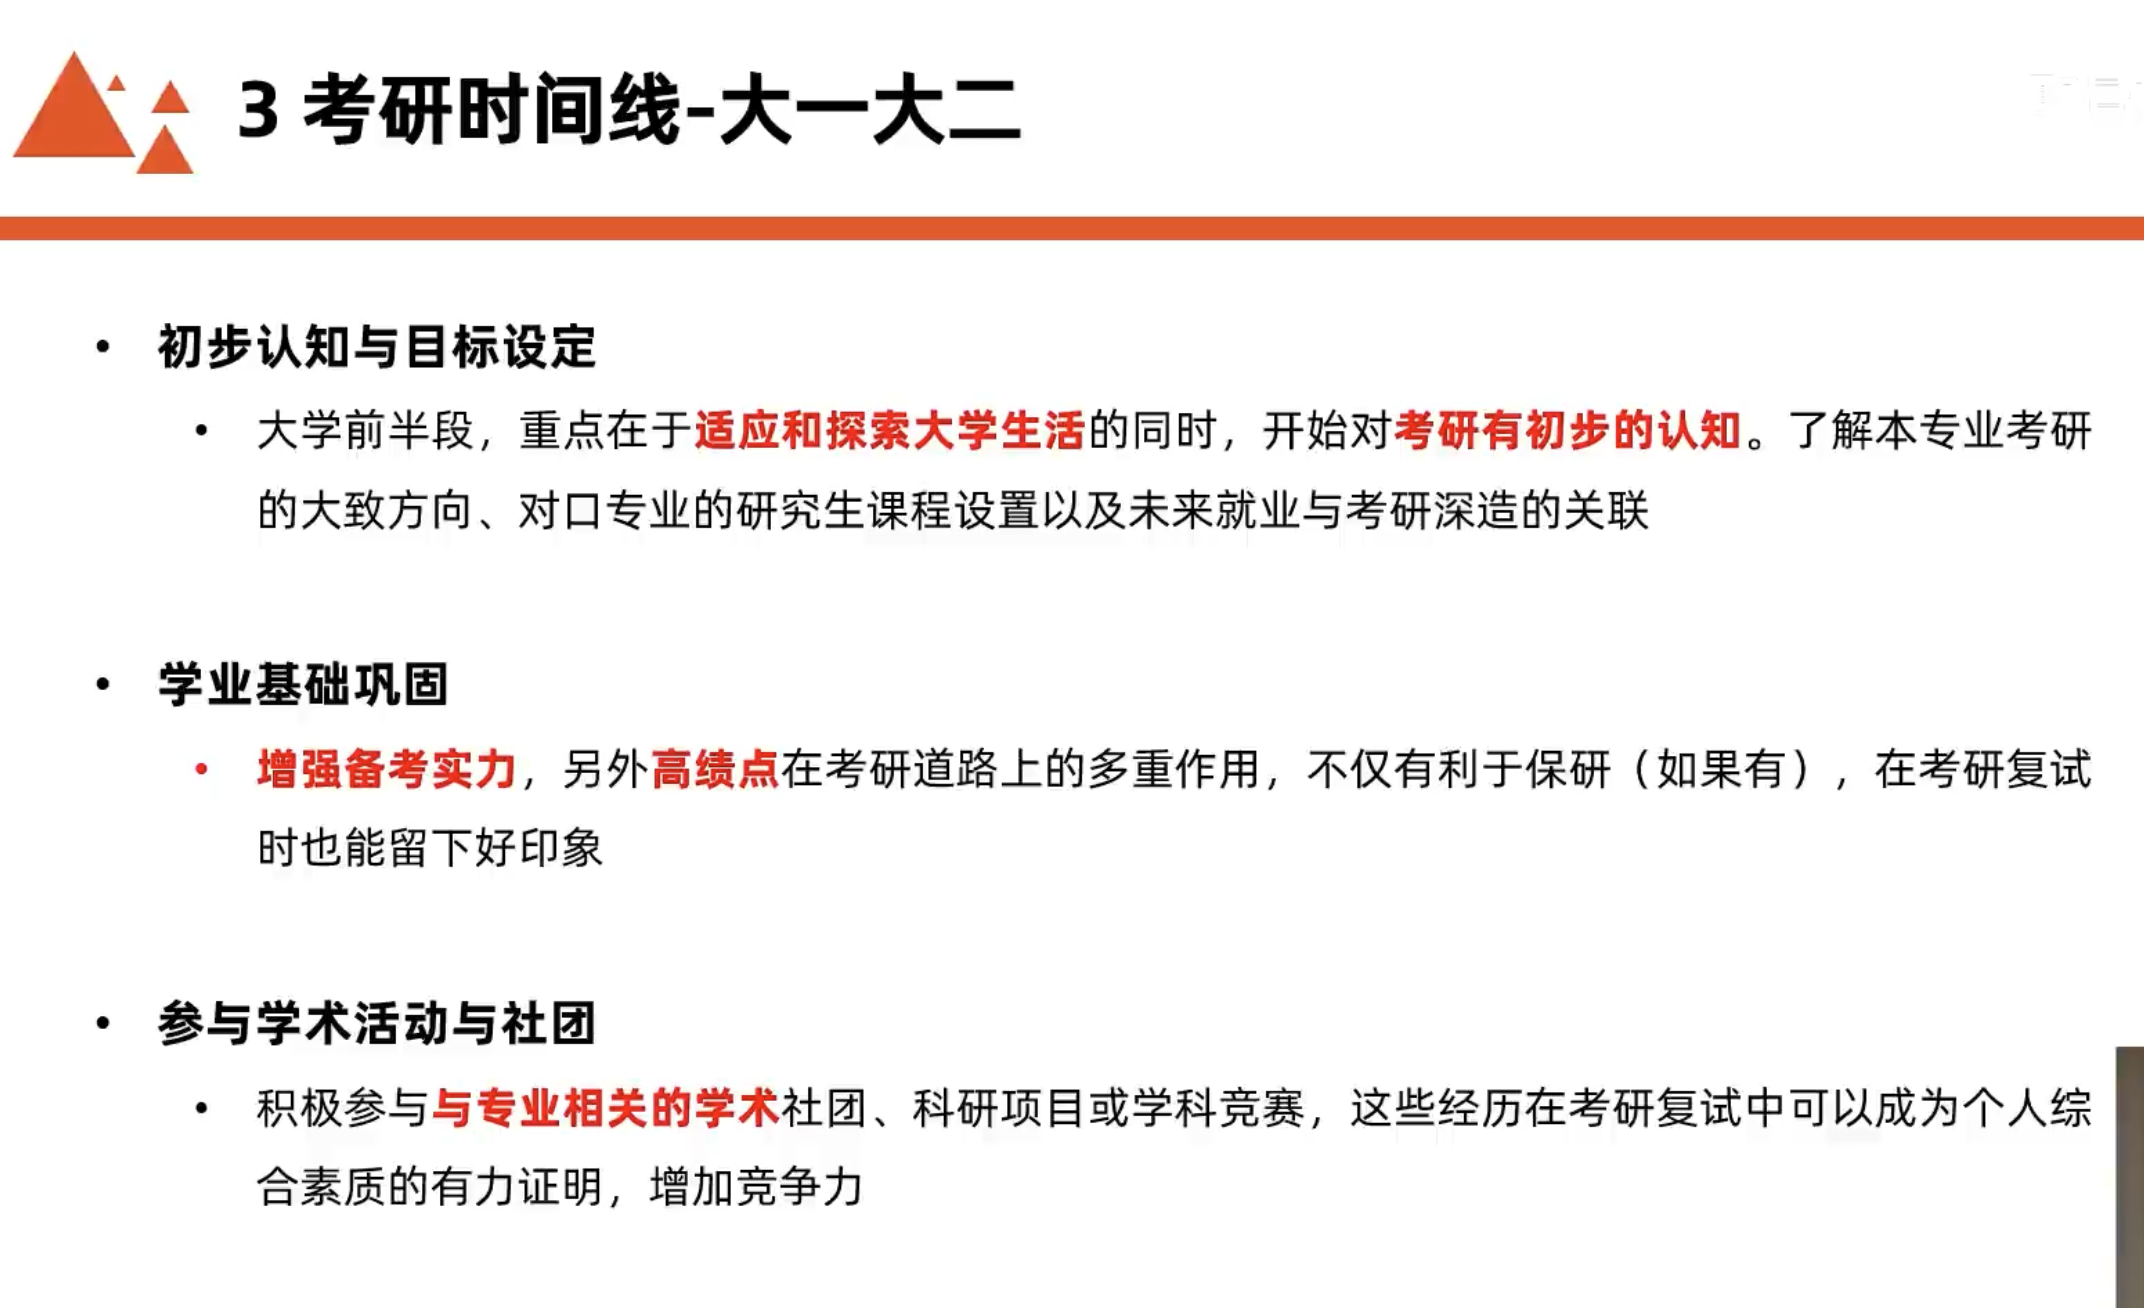 3 考研时间线-大一大二
• 初步认知与目标设定
• 大学前半段，重点在于适应和探索大学生活的同时，开始对考研有初步的认知。了解本专业考研
的大致方向、对口专业的研究生课程设置以及未来就业与考研深造的关联
• 学业基础巩固
• 增强备考实力，另外高绩点在考研道路上的多重作用，不仅有利于保研（如果有），在考研复试
时也能留下好印象
• 参与学术活动与社团
• 积极参与与专业相关的学术社团、科研项目或学科竞赛，这些经历在考研复试中可以成为个人综
合素质的有力证明，增加竞争力